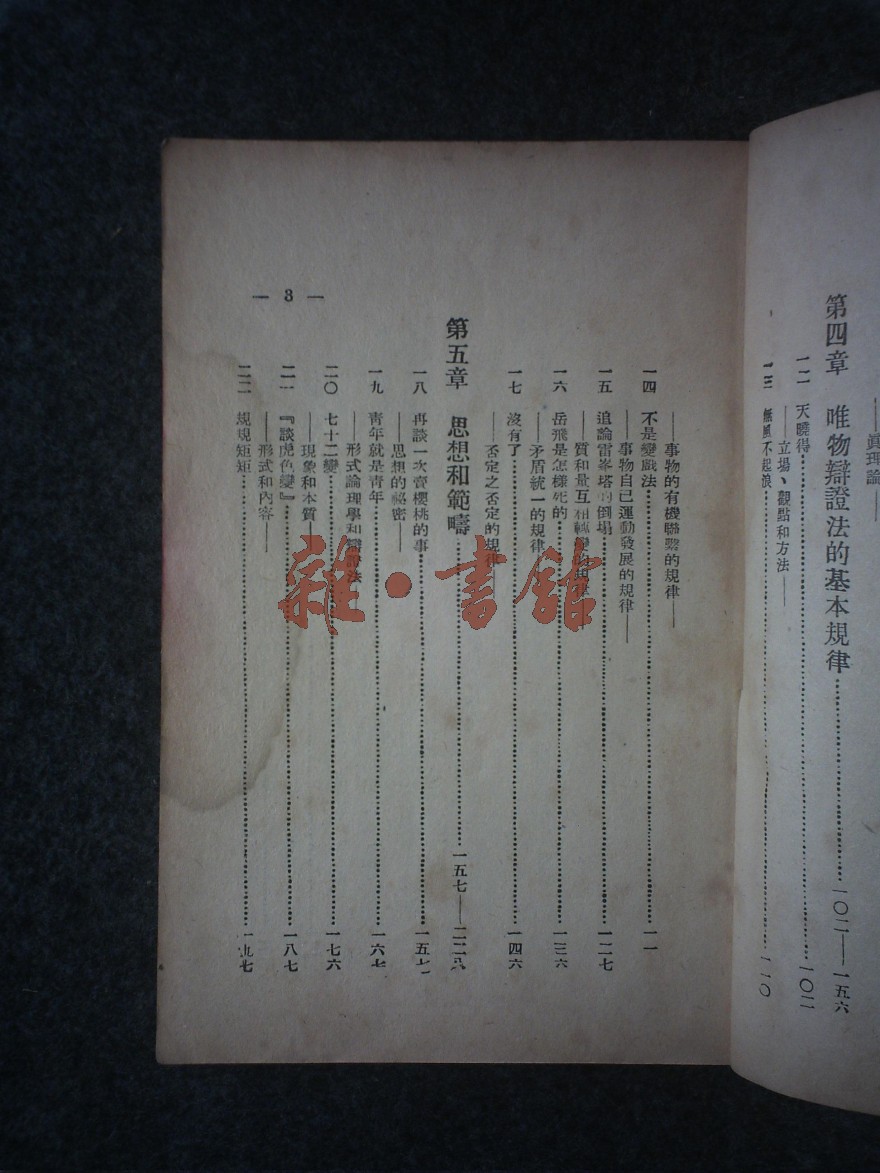 眞理論——
第四章　唯物辯證法的基本規律…………一〇二——一五六
一二　天曉得…………一〇二
——立場、觀點和方法——
一三　無風不起浪…………一一〇
——事物的有機聯繫的規律——
一四　不是變戲法…………一一
——事物自己運動發展的規律——
一五　追論雷峯塔的倒塌…………一二七
——質和量互相轉變的規律——
一六　岳飛是怎樣死的…………一三六
——矛盾統一的規律——
一七　沒有了…………一四六
——否定之否定的規律——
第五章　思想和範疇…………一五七——二二八
一八　再談一次賣櫻桃的事…………一五七
——思想的祕密——
一九　青年就是青年…………一六七
——形式論理學和辯證法——
二〇　七十二變…………一七六
——現象和本質——
二一　『談虎色變』…………一八七
——形式和內容——
二二　規規矩矩…………一九七
— 3 —
雜·書館